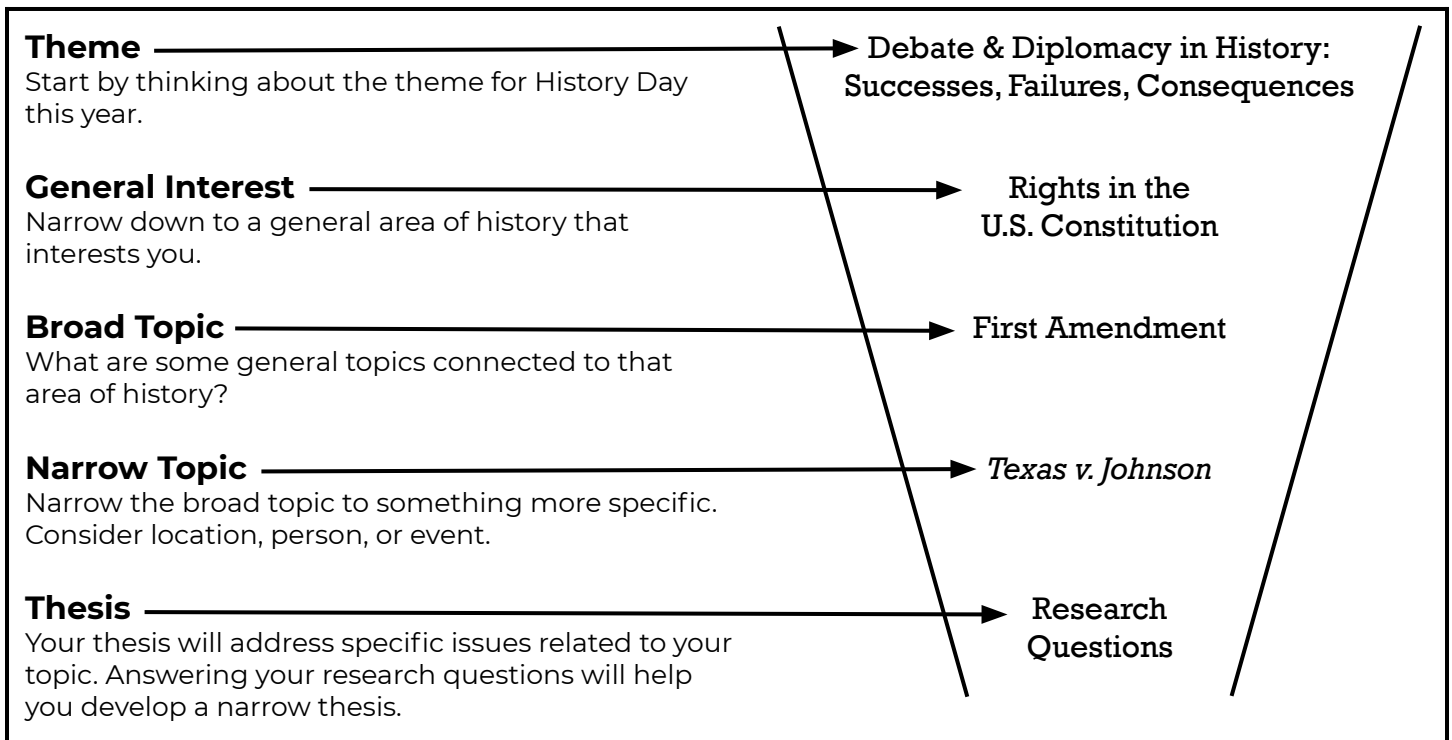 Theme
Start by thinking about the theme for History Day
this year.
Debate & Diplomacy in History:
Successes, Failures, Consequences
General Interest
Narrow down to a general area of history that
interests you.
Rights in the
U.S. Constitution
Broad Topic
What are some general topics connected to that
area of history?
First Amendment
Narrow Topic
Narrow the broad topic to something more specific.
Consider location, person, or event.
Texas v. Johnson
Thesis
Your thesis will address specific issues related to your
topic. Answering your research questions will help
you develop a narrow thesis.
Research
Questions